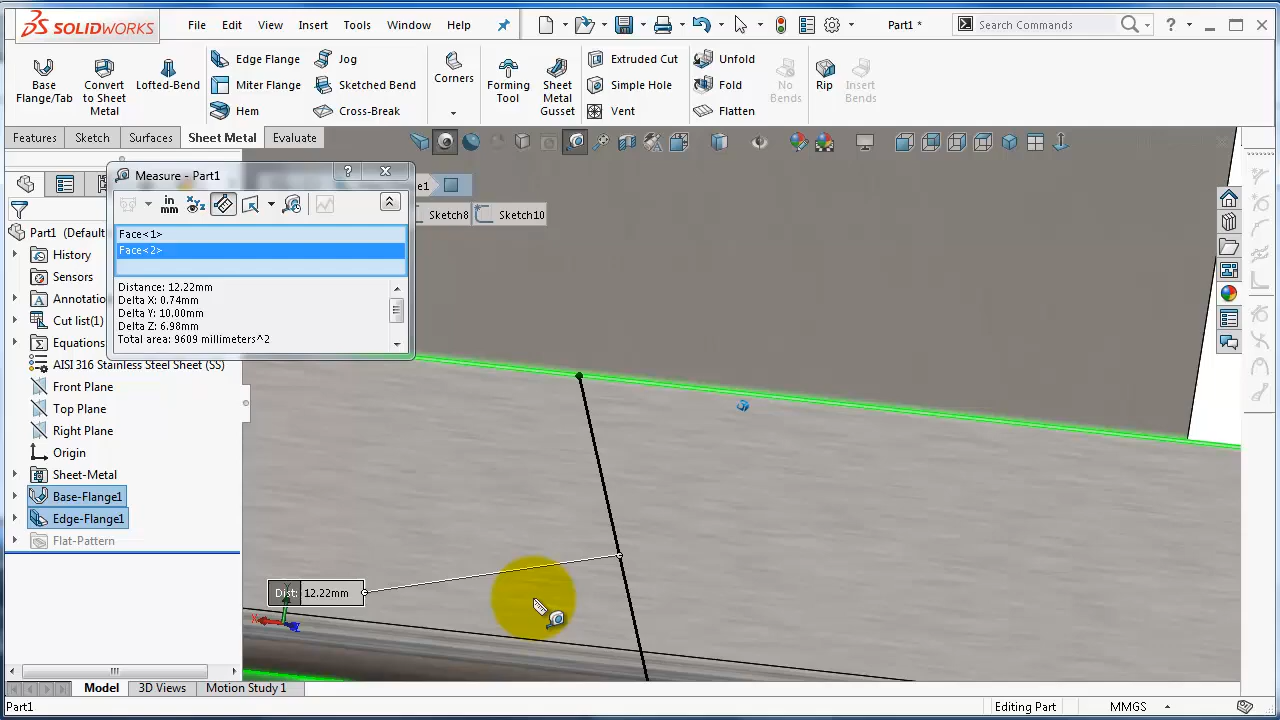 SOLIDWORKS File Edit View Insert Tools Window Help Part1 * Search Commands
Base Flange/Tab
Convert to Sheet Metal
Lofted-Bend
Edge Flange
Miter Flange
Hem
Jog
Sketched Bend
Cross-Break
Corners
Forming Tool
Sheet Metal Gusset
Extruded Cut
Simple Hole
Vent
Unfold
Fold
Flatten
No Bends
Rip
Insert Bends
Features Sketch Surfaces Sheet Metal Evaluate
Measure - Part1
in mm
Face<1>
Face<2>
Distance: 12.22mm
Delta X: 0.74mm
Delta Y: 10.00mm
Delta Z: 6.98mm
Total area: 9609 millimeters^2
Sketch8 Sketch10
Part1 (Default
History
Sensors
Annotation
Cut list(1)
Equations
AISI 316 Stainless Steel Sheet (SS)
Front Plane
Top Plane
Right Plane
Origin
Sheet-Metal
Base-Flange1
Edge-Flange1
Flat-Pattern
Dist: 12.22mm
Model 3D Views Motion Study 1
Part1 Editing Part MMGS